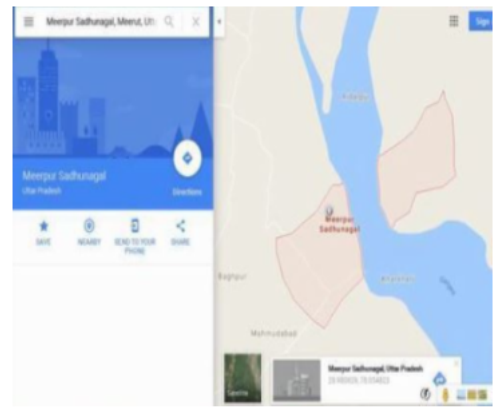 Meerpur Sadhunagal, Meerut, Utt
Sign
Meerpur Sadhunagal
Uttar Pradesh
Directions
SAVE
NEARBY
SEND TO YOUR
PHONE
SHARE
Meerpur
Sadhunagal
Mahmudabad
Satellite
Meerpur Sadhunagal, Uttar Pradesh